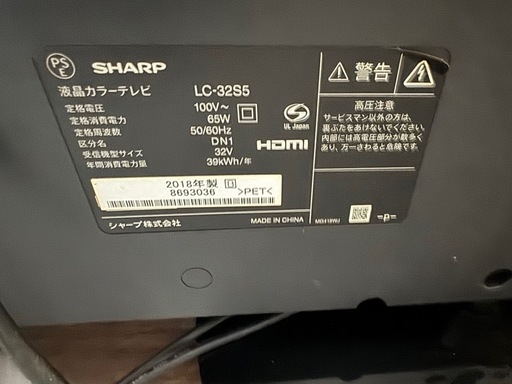 PS
E
SHARP
液晶カラーテレビ LC-32S5
定格電圧 100V～
定格消費電力 65W
定格周波数 50/60Hz
区分名 DN1
受信機型サイズ 32V
年間消費電力量 39kWh/年
UL Japan
HDMI
2018年製
8693036 >PET<
シャープ株式会社
MADE IN CHINA
警告
高圧注意
サービスマン以外の方は、
裏ぶたをあけないでください。
内部には高電圧部分が数多く
あり、万一さわると危険です。